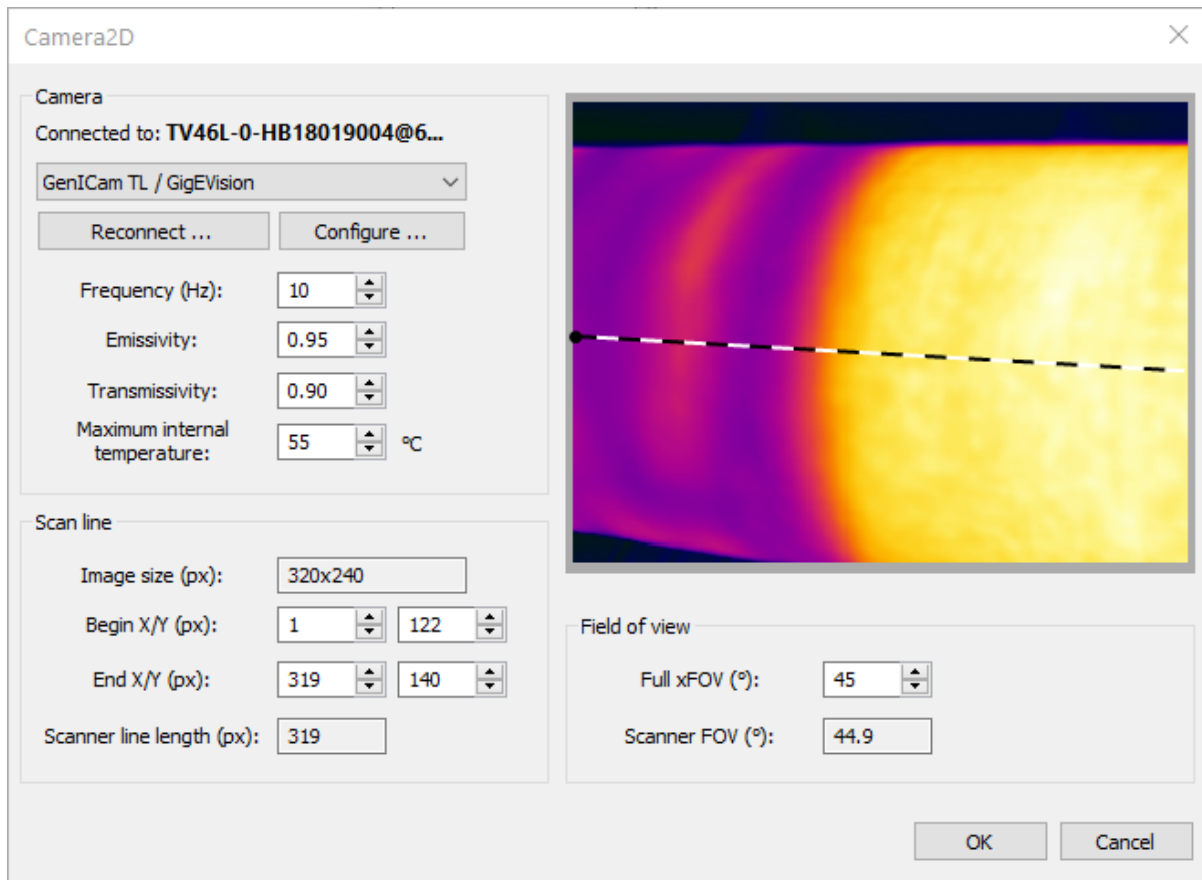 Camera2D
Camera
Connected to: TV46L-0-HB18019004@6...
GenICam TL / GigEVision
Reconnect ... Configure ...
Frequency (Hz): 10
Emissivity: 0.95
Transmissivity: 0.90
Maximum internal
temperature: 55 °C
Scan line
Image size (px): 320x240
Begin X/Y (px): 1 122
End X/Y (px): 319 140
Scanner line length (px): 319
Field of view
Full xFOV (°): 45
Scanner FOV (°): 44.9
OK Cancel